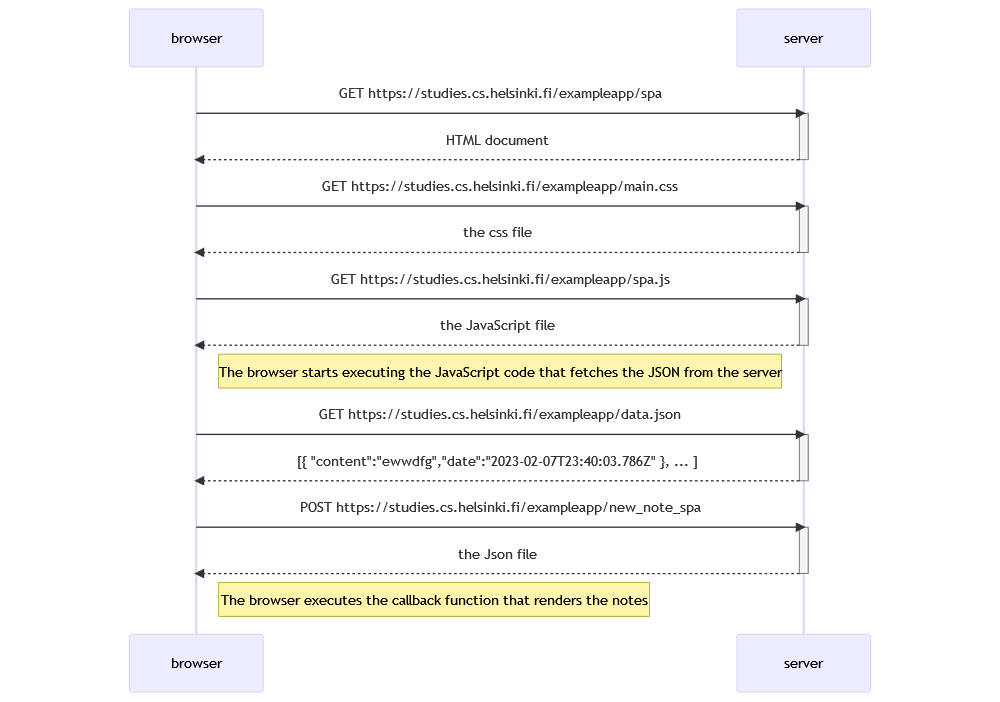 browser
server
GET https://studies.cs.helsinki.fi/exampleapp/spa
HTML document
GET https://studies.cs.helsinki.fi/exampleapp/main.css
the css file
GET https://studies.cs.helsinki.fi/exampleapp/spa.js
the JavaScript file
The browser starts executing the JavaScript code that fetches the JSON from the server
GET https://studies.cs.helsinki.fi/exampleapp/data.json
[{ "content":"ewwdfg","date":"2023-02-07T23:40:03.786Z" }, ... ]
POST https://studies.cs.helsinki.fi/exampleapp/new_note_spa
the Json file
The browser executes the callback function that renders the notes
browser
server